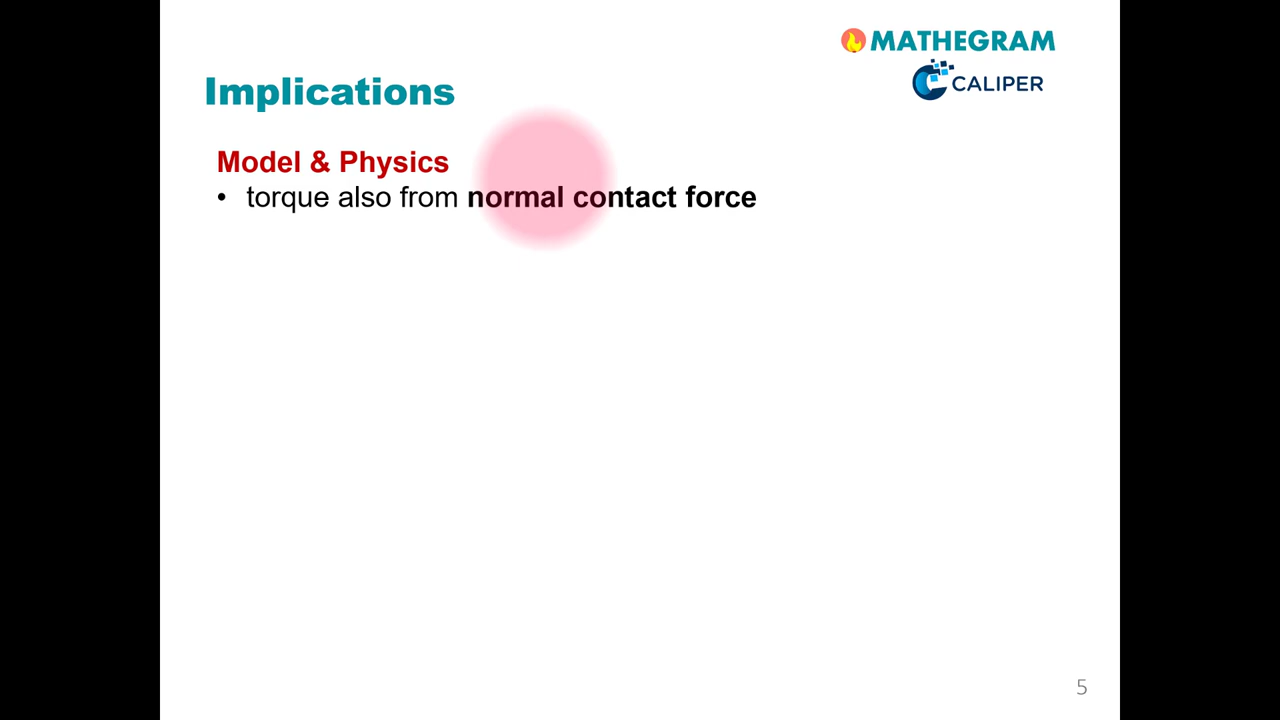 MATHEGRAM
CALIPER
Implications
Model & Physics
• torque also from normal contact force
5